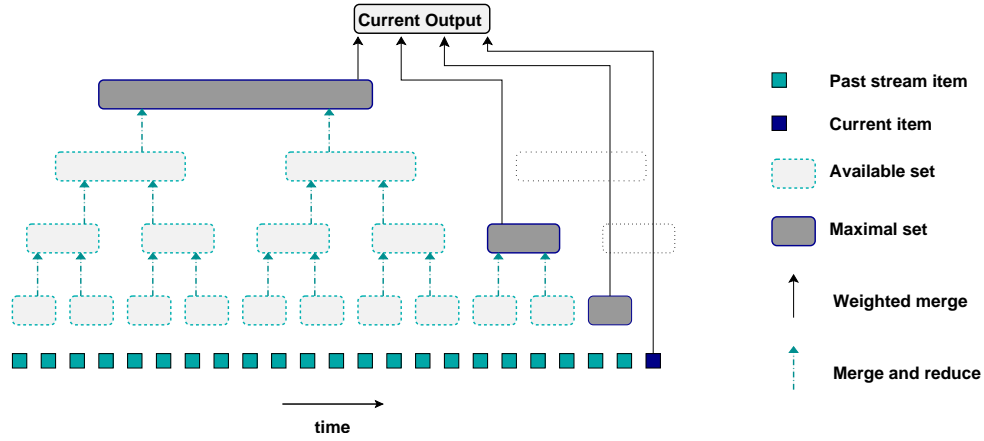 Current Output
Past stream item
Current item
Available set
Maximal set
Weighted merge
Merge and reduce
time